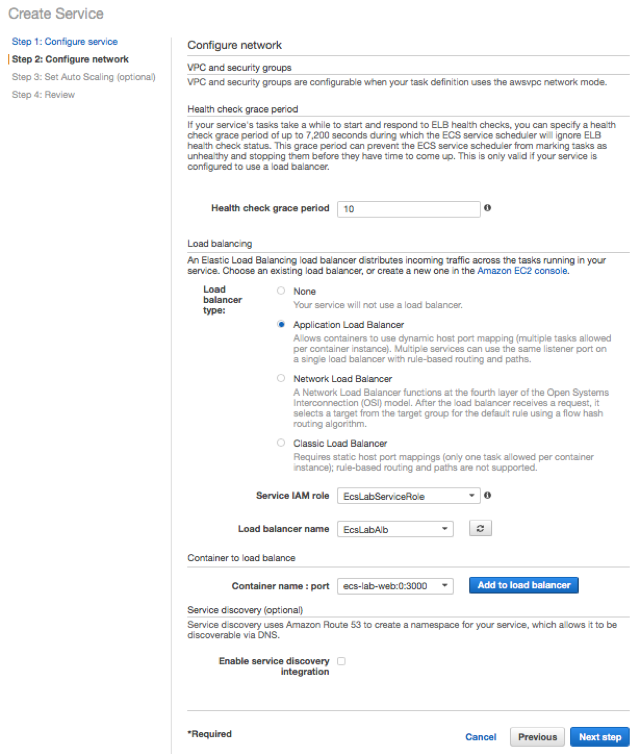 Create Service
Step 1: Configure service
Step 2: Configure network
Step 3: Set Auto Scaling (optional)
Step 4: Review
Configure network
VPC and security groups
VPC and security groups are configurable when your task definition uses the awsvpc network mode.
Health check grace period
If your service's tasks take a while to start and respond to ELB health checks, you can specify a health
check grace period of up to 7,200 seconds during which the ECS service scheduler will ignore ELB
health check status. This grace period can prevent the ECS service scheduler from marking tasks as
unhealthy and stopping them before they have time to come up. This is only valid if your service is
configured to use a load balancer.
Health check grace period 10
Load balancing
An Elastic Load Balancing load balancer distributes incoming traffic across the tasks running in your
service. Choose an existing load balancer, or create a new one in the Amazon EC2 console.
Load
balancer
type:
None
Your service will not use a load balancer.
Application Load Balancer
Allows containers to use dynamic host port mapping (multiple tasks allowed
per container instance). Multiple services can use the same listener port on
a single load balancer with rule-based routing and paths.
Network Load Balancer
A Network Load Balancer functions at the fourth layer of the Open Systems
Interconnection (OSI) model. After the load balancer receives a request, it
selects a target from the target group for the default rule using a flow hash
routing algorithm.
Classic Load Balancer
Requires static host port mappings (only one task allowed per container
instance); rule-based routing and paths are not supported.
Service IAM role EcsLabServiceRole
Load balancer name EcsLabAlb
Container to load balance
Container name : port ecs-lab-web:0:3000 Add to load balancer
Service discovery (optional)
Service discovery uses Amazon Route 53 to create a namespace for your service, which allows it to be
discoverable via DNS.
Enable service discovery
integration
*Required
Cancel Previous Next step